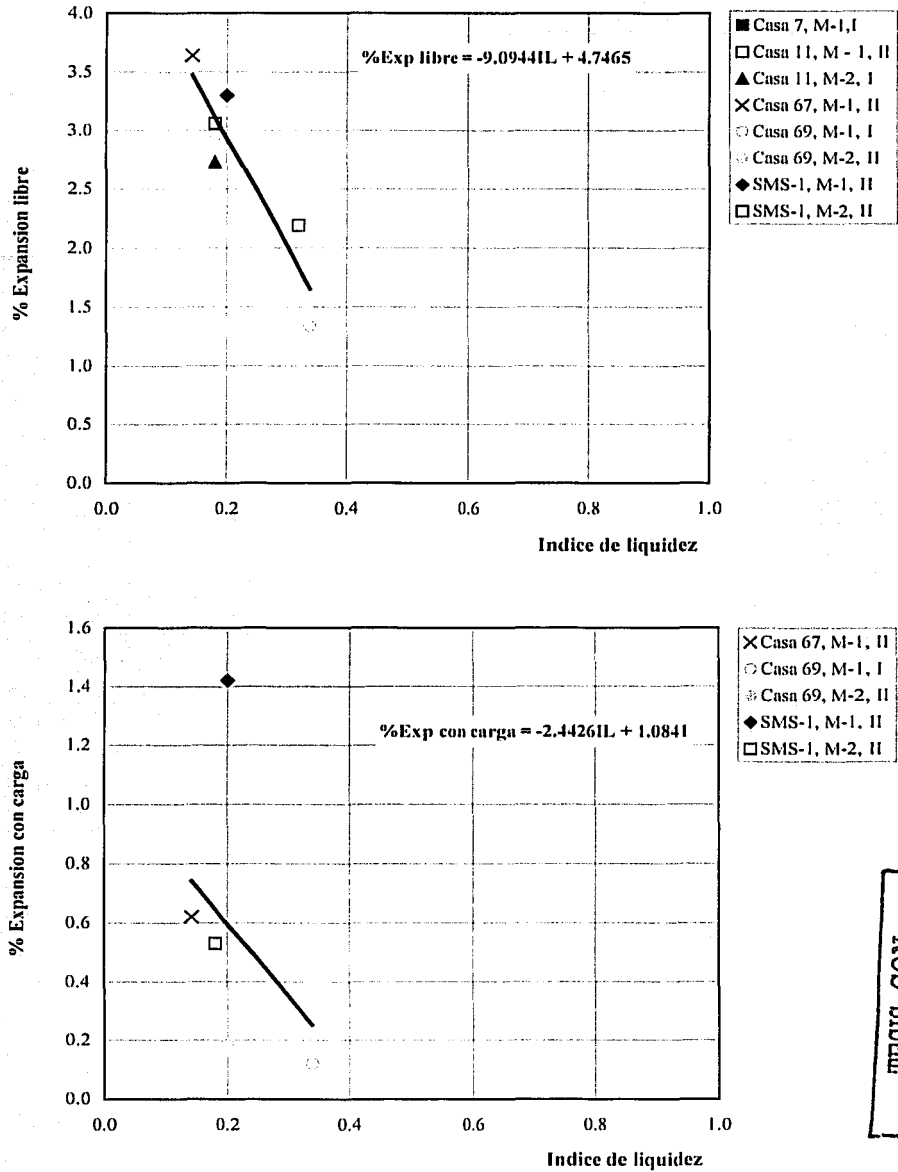 4.0
3.5
3.0
2.5
2.0
1.5
1.0
0.5
0.0
% Expansion libre
%Exp libre = -9.0944IL + 4.7465
0.0 0.2 0.4 0.6 0.8 1.0
Indice de liquidez
Casa 7, M-1,I
Casa 11, M - 1, II
Casa 11, M-2, I
Casa 67, M-1, II
Casa 69, M-1, I
Casa 69, M-2, II
SMS-1, M-1, II
SMS-1, M-2, II
1.6
1.4
1.2
1.0
0.8
0.6
0.4
0.2
0.0
% Expansion con carga
%Exp con carga = -2.4426IL + 1.0841
0.0 0.2 0.4 0.6 0.8 1.0
Indice de liquidez
Casa 67, M-1, II
Casa 69, M-1, I
Casa 69, M-2, II
SMS-1, M-1, II
SMS-1, M-2, II